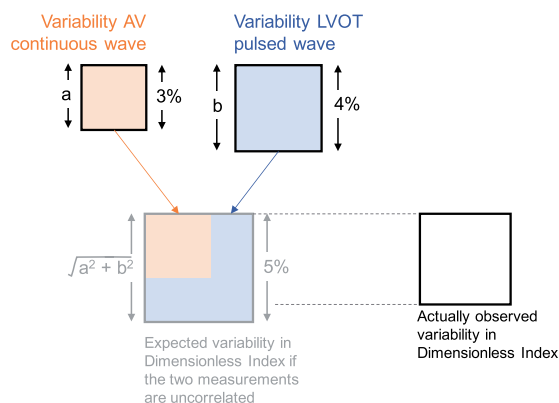 Variability AV
continuous wave
Variability LVOT
pulsed wave
a
3%
b
4%
√a² + b²
5%
Expected variability in
Dimensionless Index if
the two measurements
are uncorrelated
Actually observed
variability in
Dimensionless Index